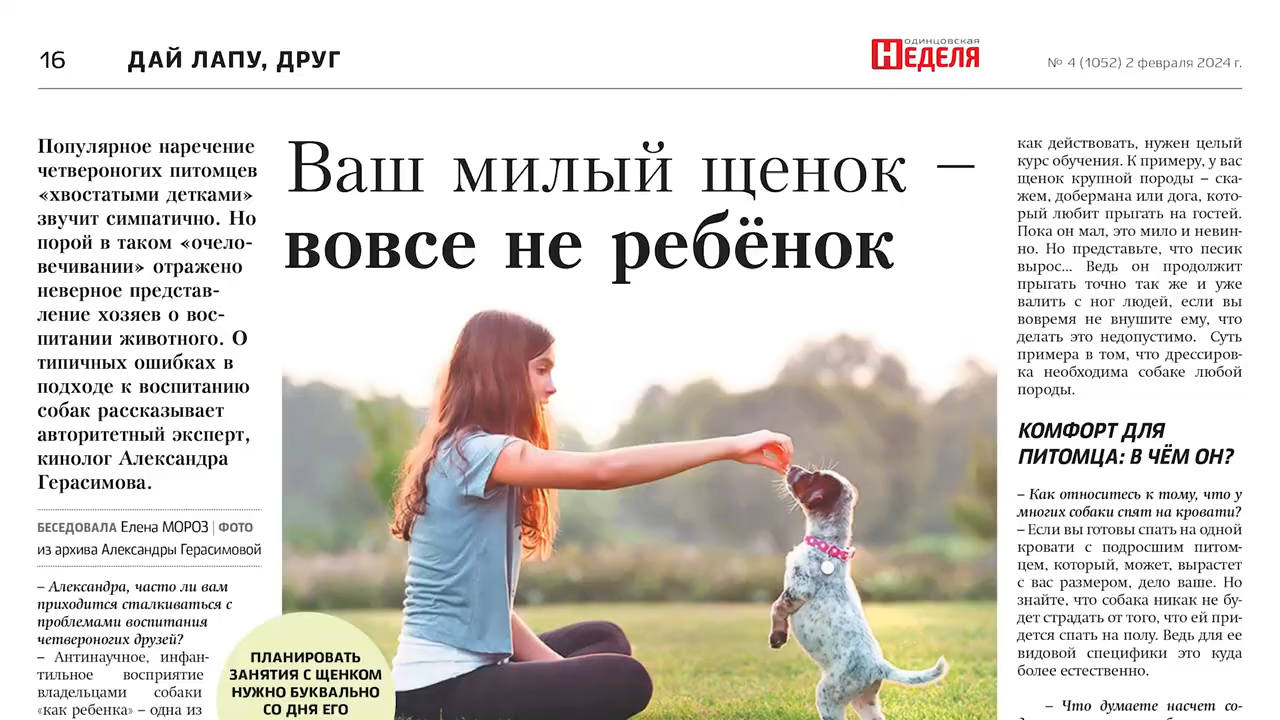 16
ДАЙ ЛАПУ, ДРУГ
ОДИНЦОВСКАЯ
НЕДЕЛЯ
№ 4 (1052) 2 февраля 2024 г.
Ваш милый щенок –
вовсе не ребёнок
Популярное наречение
четвероногих питомцев
«хвостатыми детками»
звучит симпатично. Но
порой в таком «очело-
вечивании» отражено
неверное представ-
ление хозяев о вос-
питании животного. О
типичных ошибках в
подходе к воспитанию
собак рассказывает
авторитетный эксперт,
кинолог Александра
Герасимова.
БЕСЕДОВАЛА Елена МОРОЗ | ФОТО
из архива Александры Герасимовой
– Александра, часто ли вам
приходится сталкиваться с
проблемами воспитания
четвероногих друзей?
– Антинаучное, инфан-
тильное восприятие
владельцами собаки
«как ребенка» – одна из
ПЛАНИРОВАТЬ
ЗАНЯТИЯ С ЩЕНКОМ
НУЖНО БУКВАЛЬНО
СО ДНЯ ЕГО
как действовать, нужен целый
курс обучения. К примеру, у вас
щенок крупной породы – ска-
жем, добермана или дога, кото-
рый любит прыгать на гостей.
Пока он мал, это мило и невин-
но. Но представьте, что песик
вырос... Ведь он продолжит
прыгать точно так же и уже
валить с ног людей, если вы
вовремя не внушите ему, что
делать это недопустимо. Суть
примера в том, что дрессиров-
ка необходима собаке любой
породы.
КОМФОРТ ДЛЯ
ПИТОМЦА: В ЧЁМ ОН?
– Как относитесь к тому, что у
многих собаки спят на кровати?
– Если вы готовы спать на одной
кровати с подросшим питом-
цем, который, может, вырастет
с вас размером, дело ваше. Но
знайте, что собака никак не бу-
дет страдать от того, что ей при-
дется спать на полу. Ведь для ее
видовой специфики это куда
более естественно.
– Что думаете насчет со-